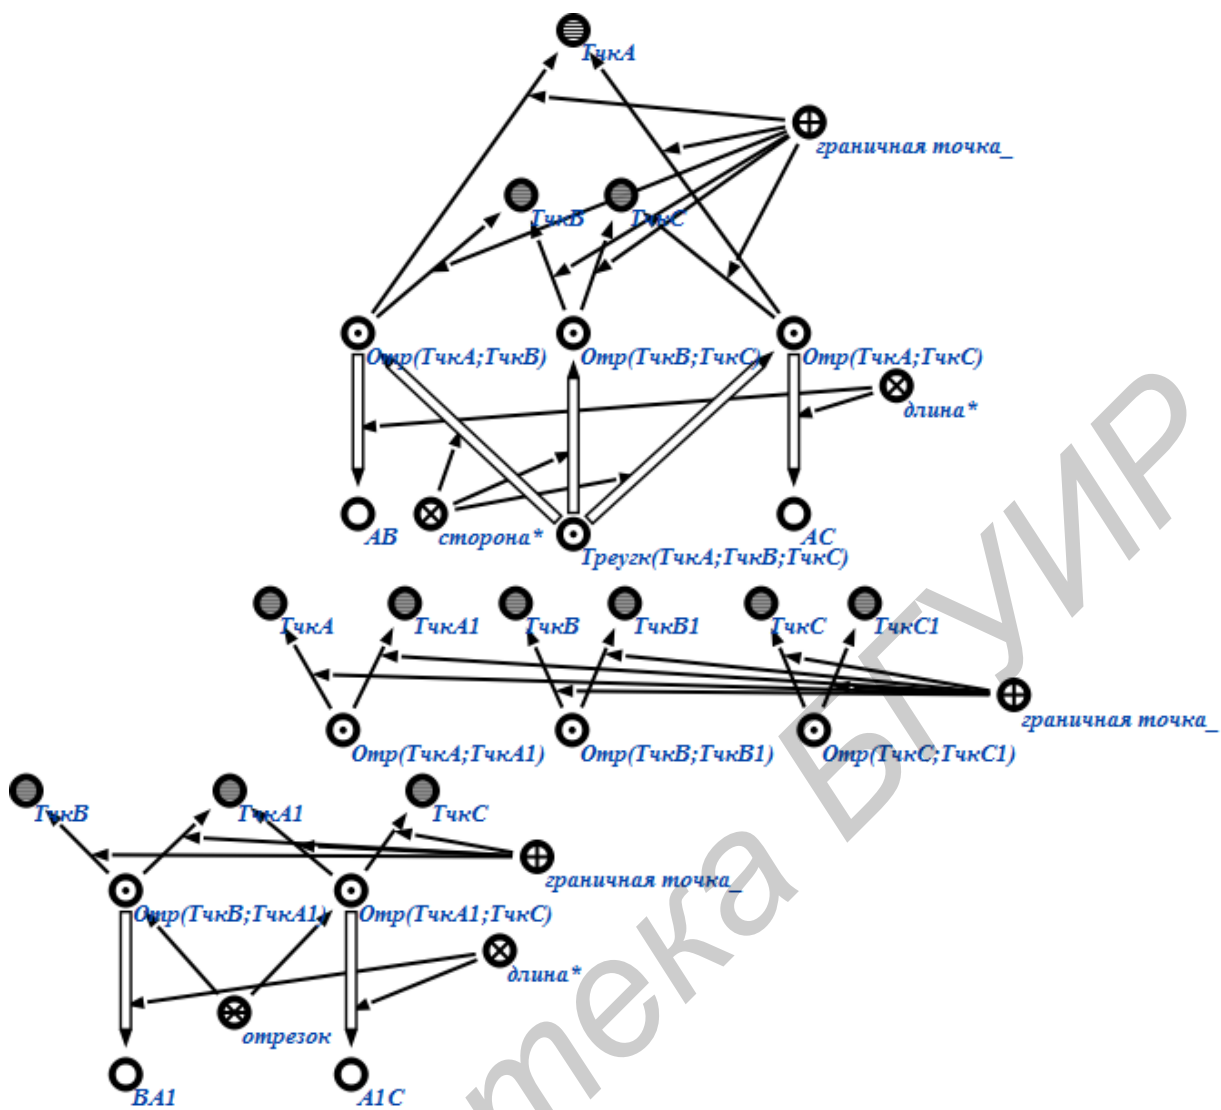 ТчкА
граничная точка_
ТчкВ
ТчкС
Отр(ТчкА;ТчкВ)
Отр(ТчкВ;ТчкС)
Отр(ТчкА;ТчкС)
длина*
АВ
сторона*
АС
Треугк(ТчкА;ТчкВ;ТчкС)
ТчкА
ТчкА1
ТчкВ
ТчкВ1
ТчкС
ТчкС1
граничная точка_
Отр(ТчкА;ТчкА1)
Отр(ТчкВ;ТчкВ1)
Отр(ТчкС;ТчкС1)
ТчкВ
ТчкА1
ТчкС
граничная точка_
Отр(ТчкВ;ТчкА1)
Отр(ТчкА1;ТчкС)
длина*
отрезок
ВА1
А1С
тека БГУИР